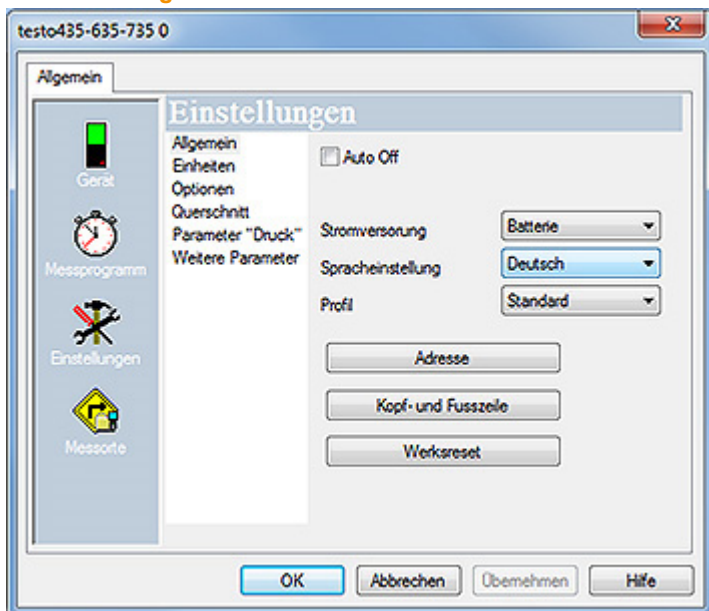 testo435-635-735 0
Allgemein
Einstellungen
Gerät
Messprogramm
Einstellungen
Messorte
Allgemein
Einheiten
Optionen
Querschnitt
Parameter "Druck"
Weitere Parameter
Auto Off
Stromversorung Batterie
Spracheinstellung Deutsch
Profil Standard
Adresse
Kopf- und Fusszeile
Werksreset
OK Abbrechen Übernehmen Hilfe